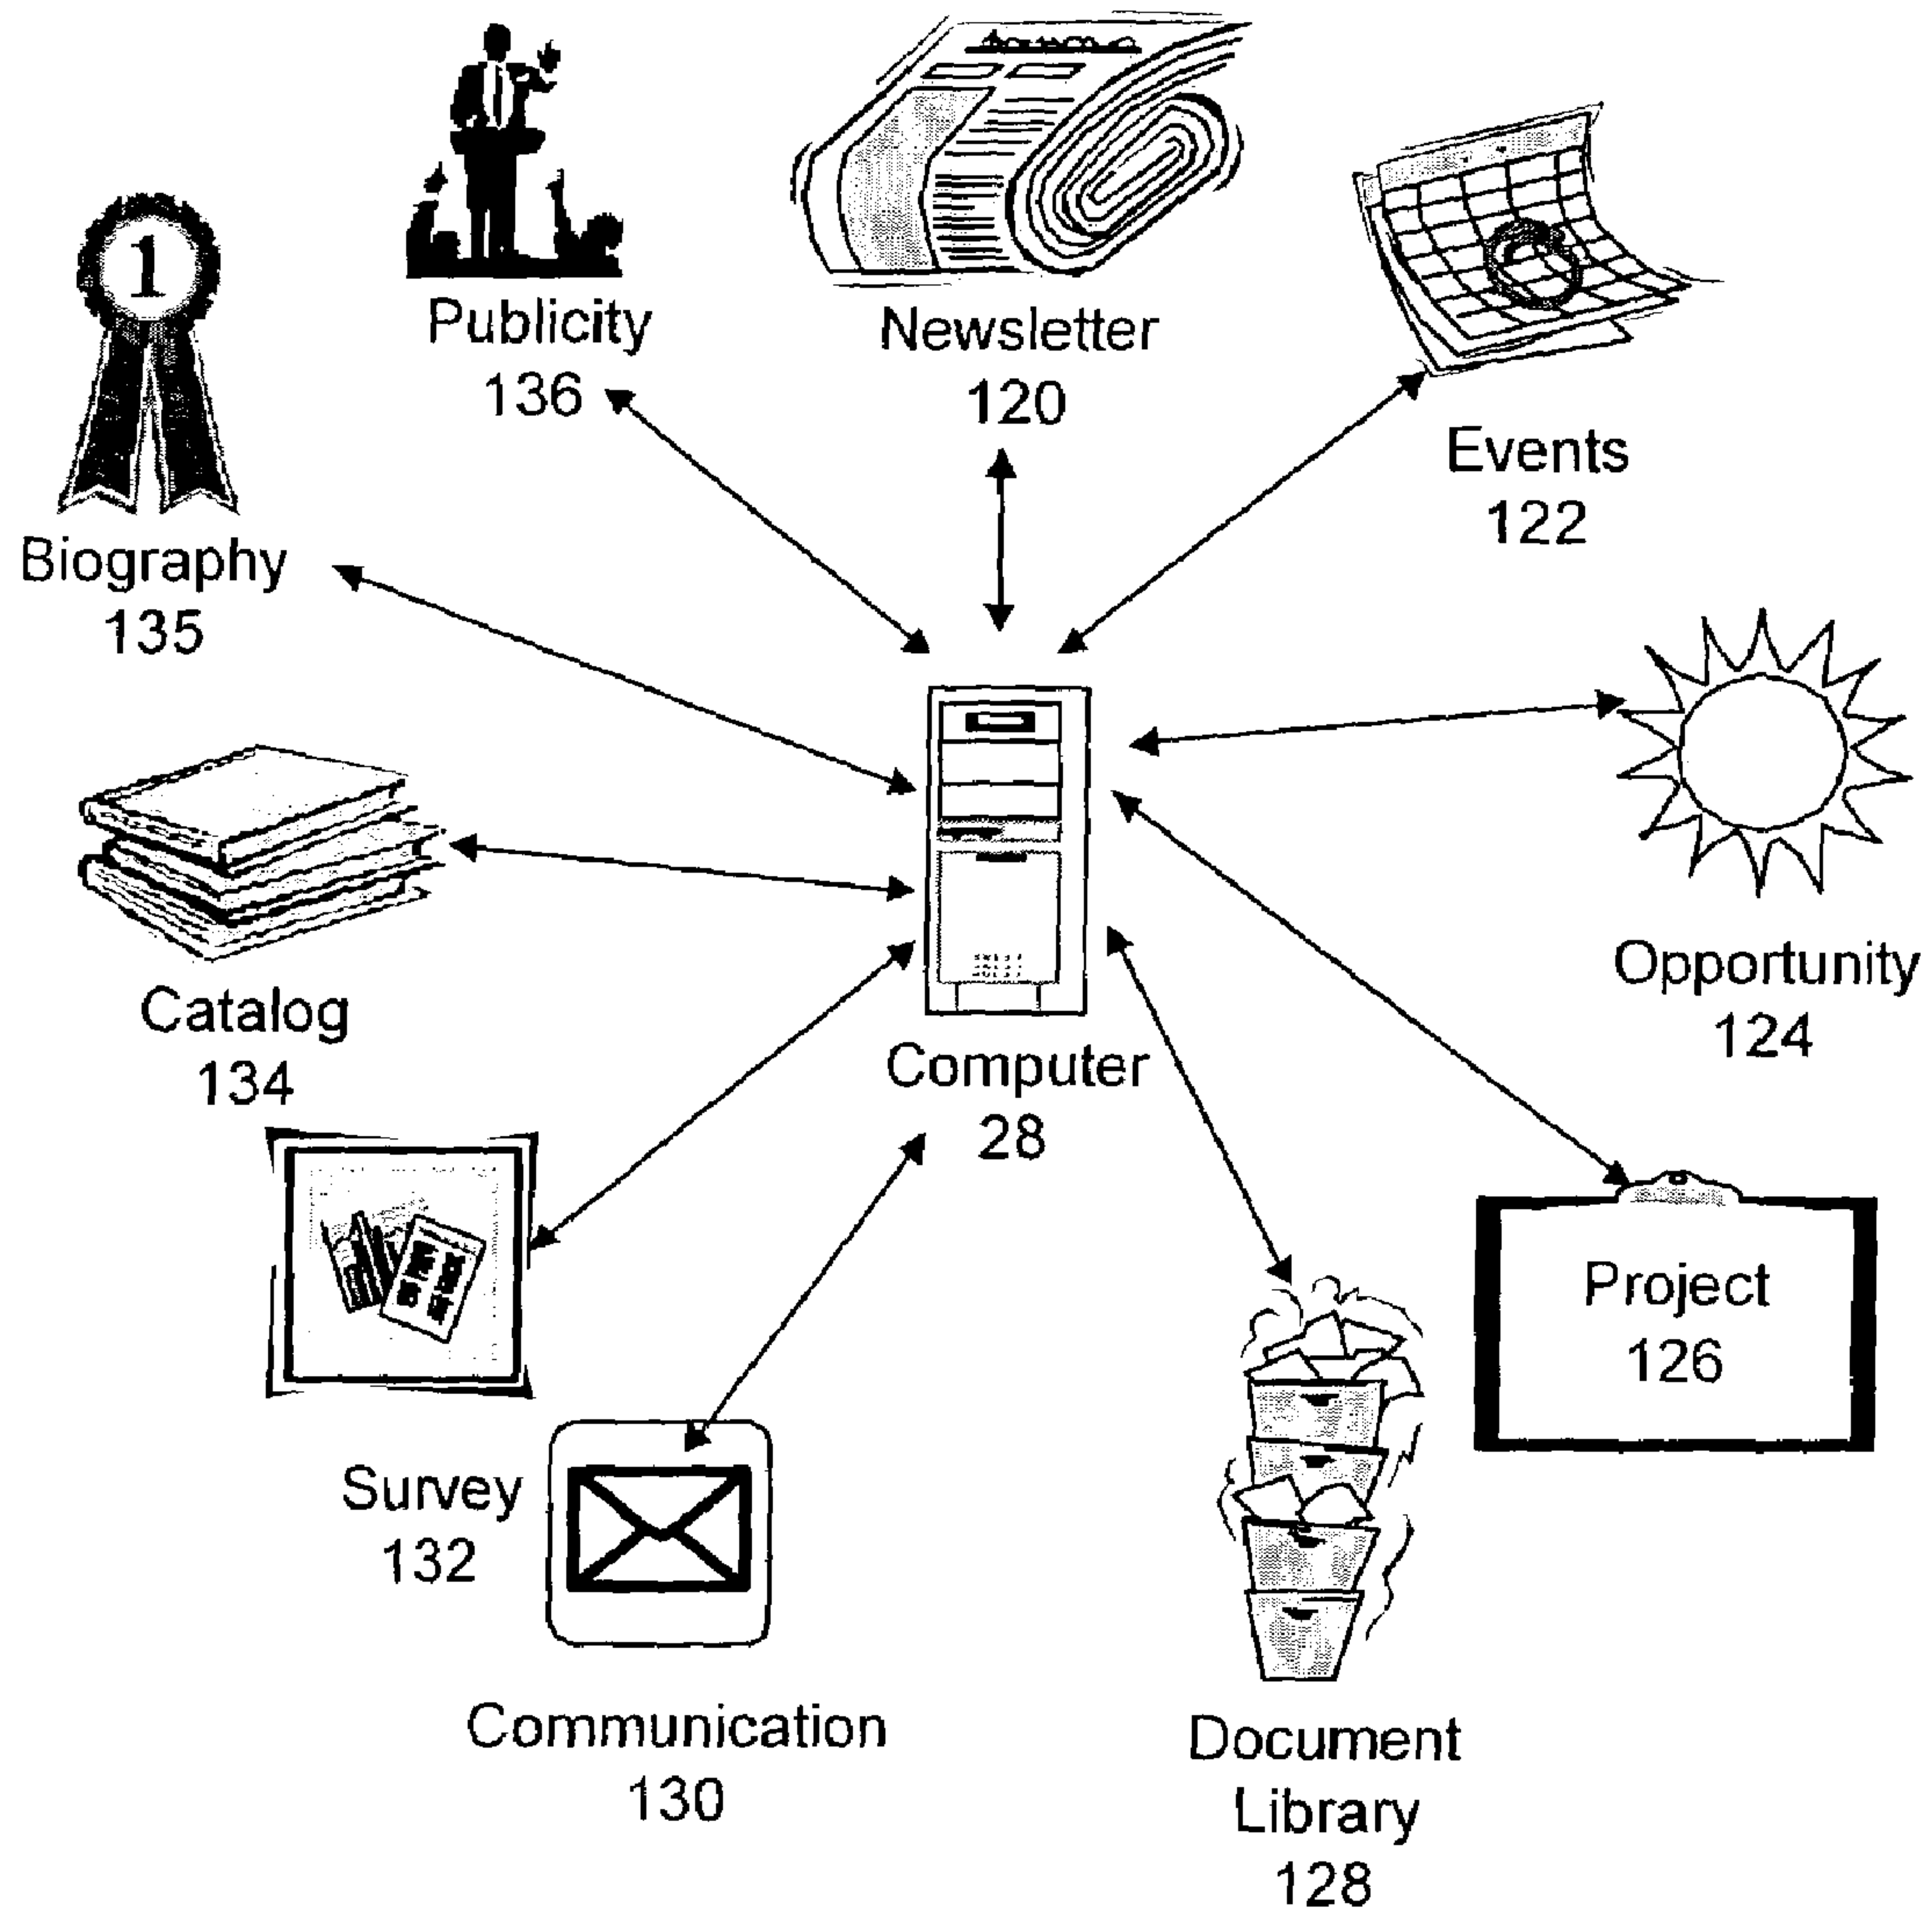 1
Publicity
136
Newsletter
120
Events
122
Biography
135
Opportunity
124
Catalog
134
Computer
28
Project
126
Survey
132
Communication
130
Document
Library
128